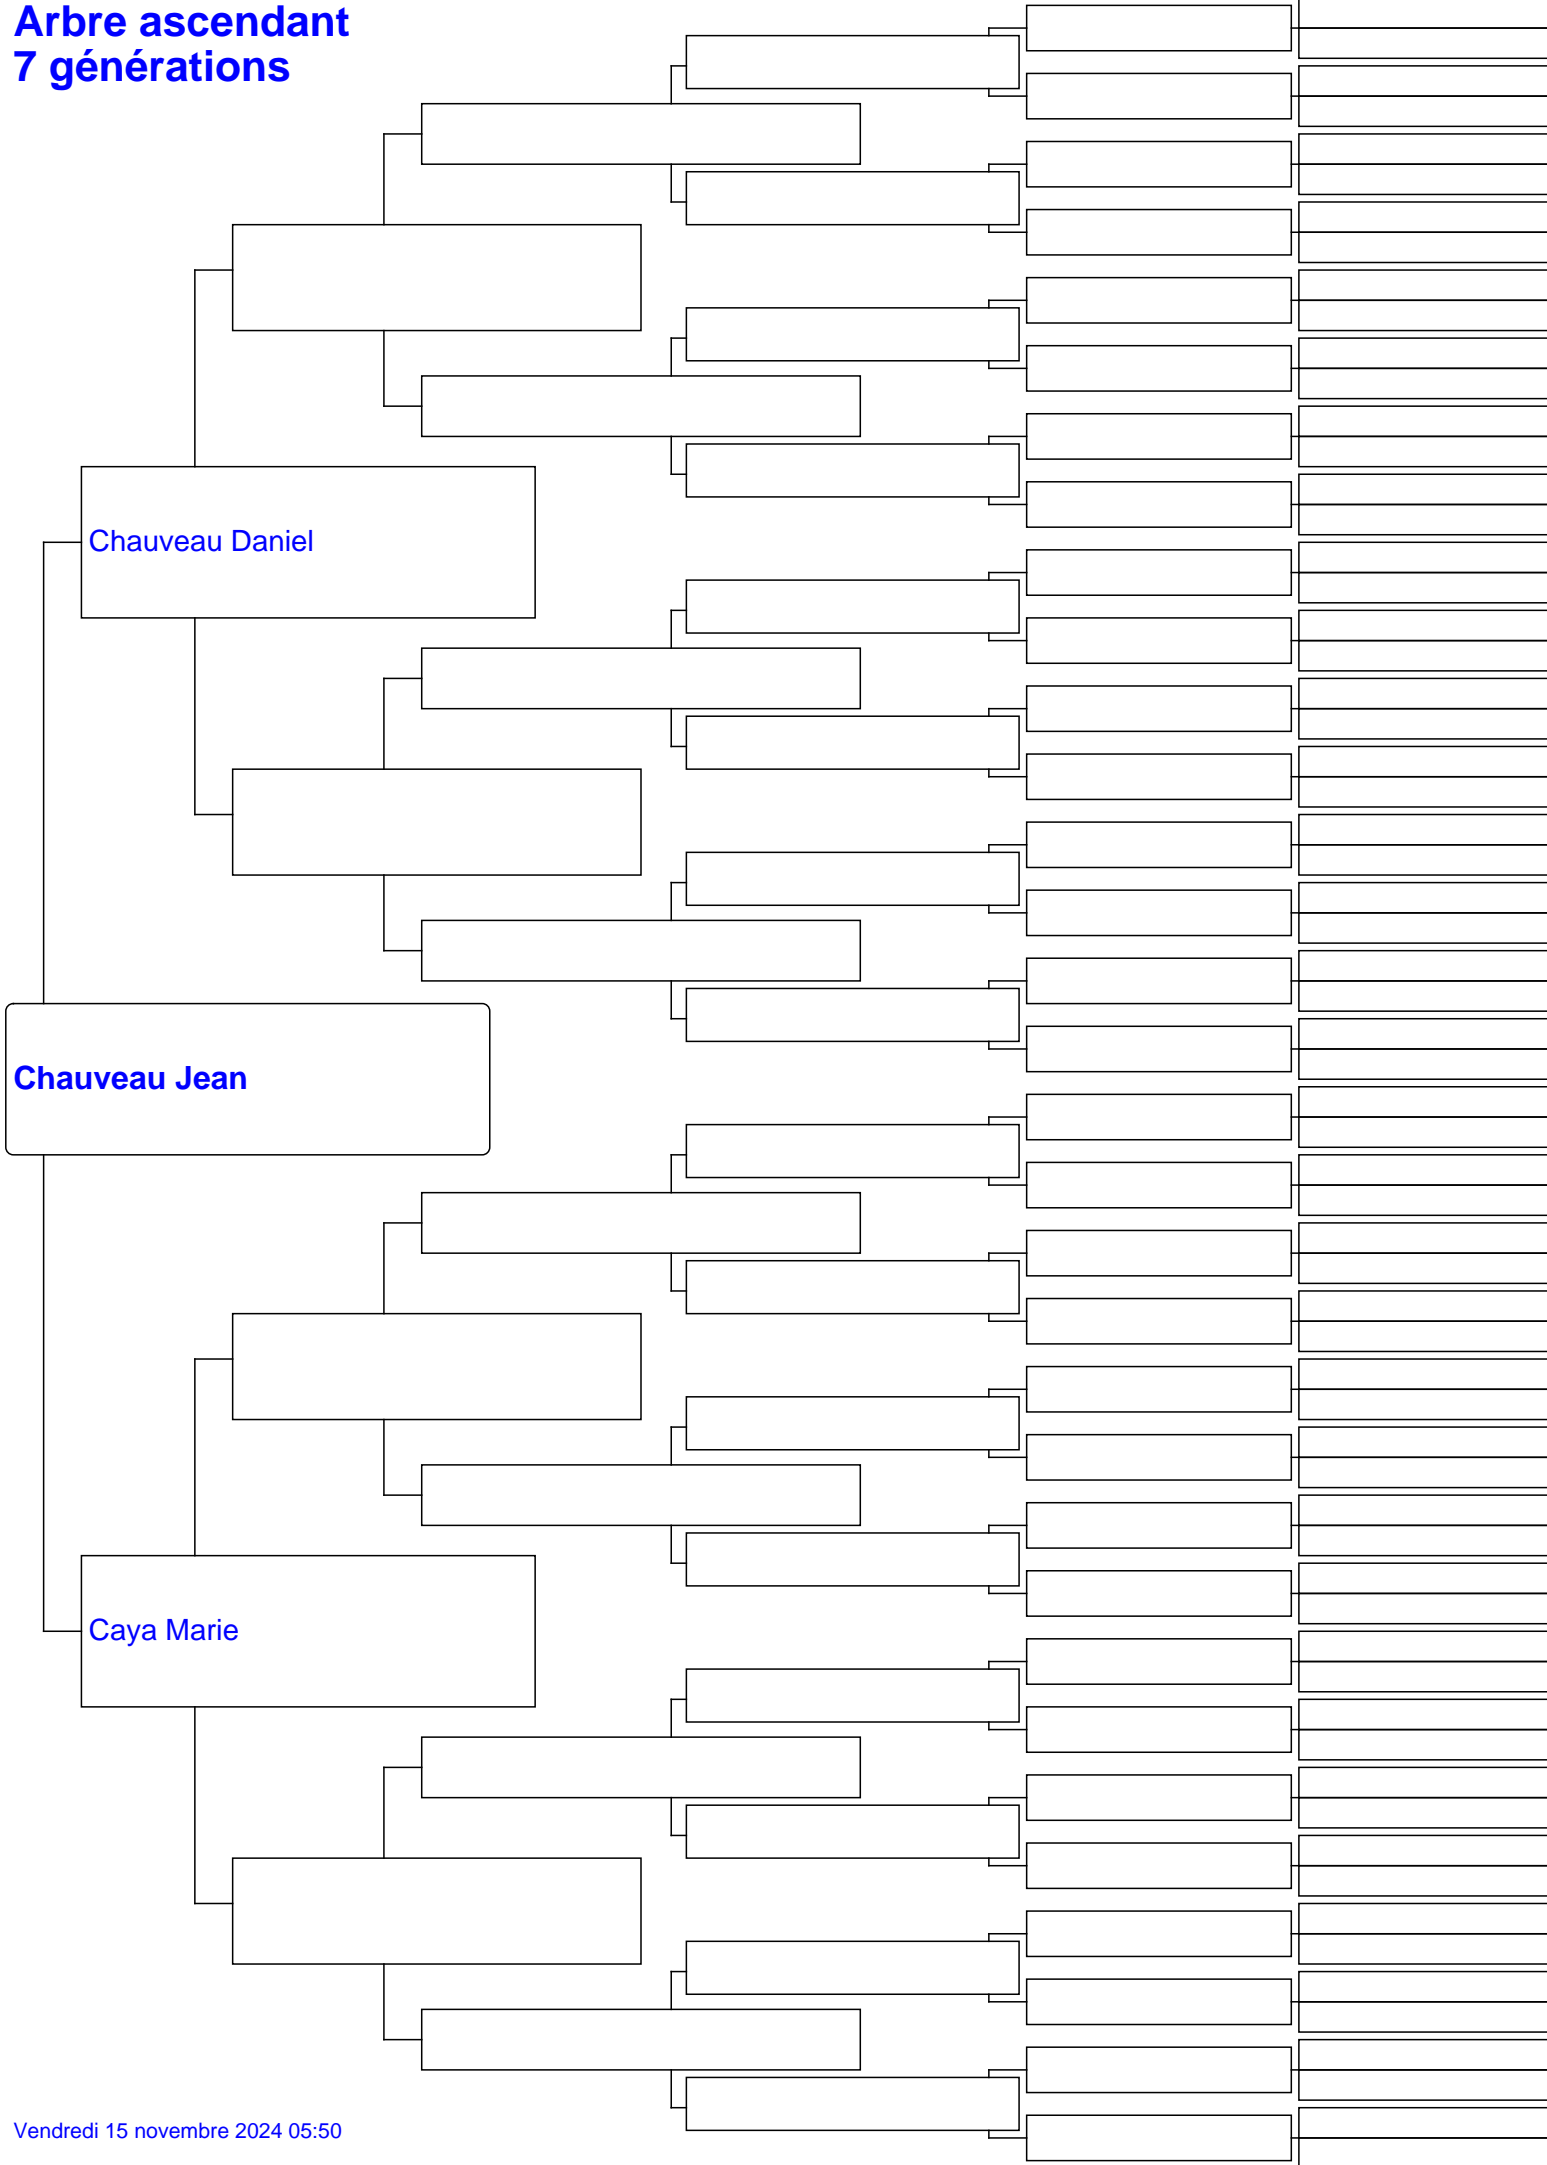 Arbre ascendant
7 générations
Chauveau Daniel
Chauveau Jean
Caya Marie
Vendredi 15 novembre 2024 05:50